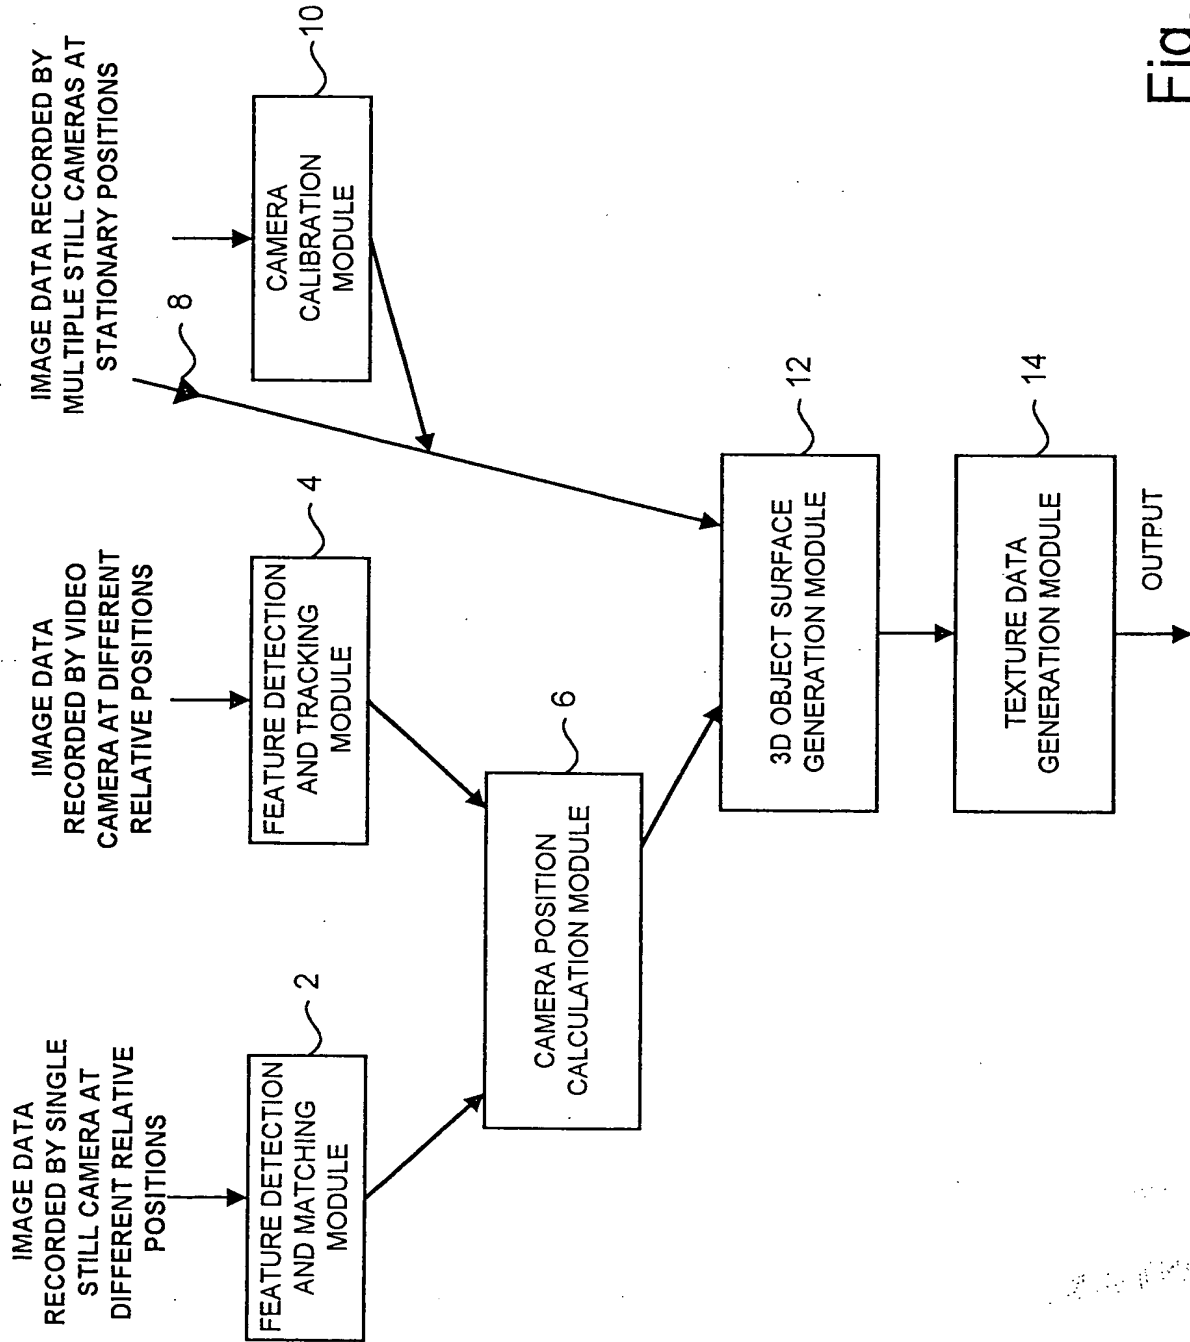 IMAGE DATA
RECORDED BY SINGLE
STILL CAMERA AT
DIFFERENT RELATIVE
POSITIONS
FEATURE DETECTION
AND MATCHING
MODULE
2
IMAGE DATA
RECORDED BY VIDEO
CAMERA AT DIFFERENT
RELATIVE POSITIONS
FEATURE DETECTION
AND TRACKING
MODULE
4
IMAGE DATA RECORDED BY
MULTIPLE STILL CAMERAS AT
STATIONARY POSITIONS
8
CAMERA
CALIBRATION
MODULE
10
CAMERA POSITION
CALCULATION MODULE
6
3D OBJECT SURFACE
GENERATION MODULE
12
TEXTURE DATA
GENERATION MODULE
14
OUTPUT
Fig